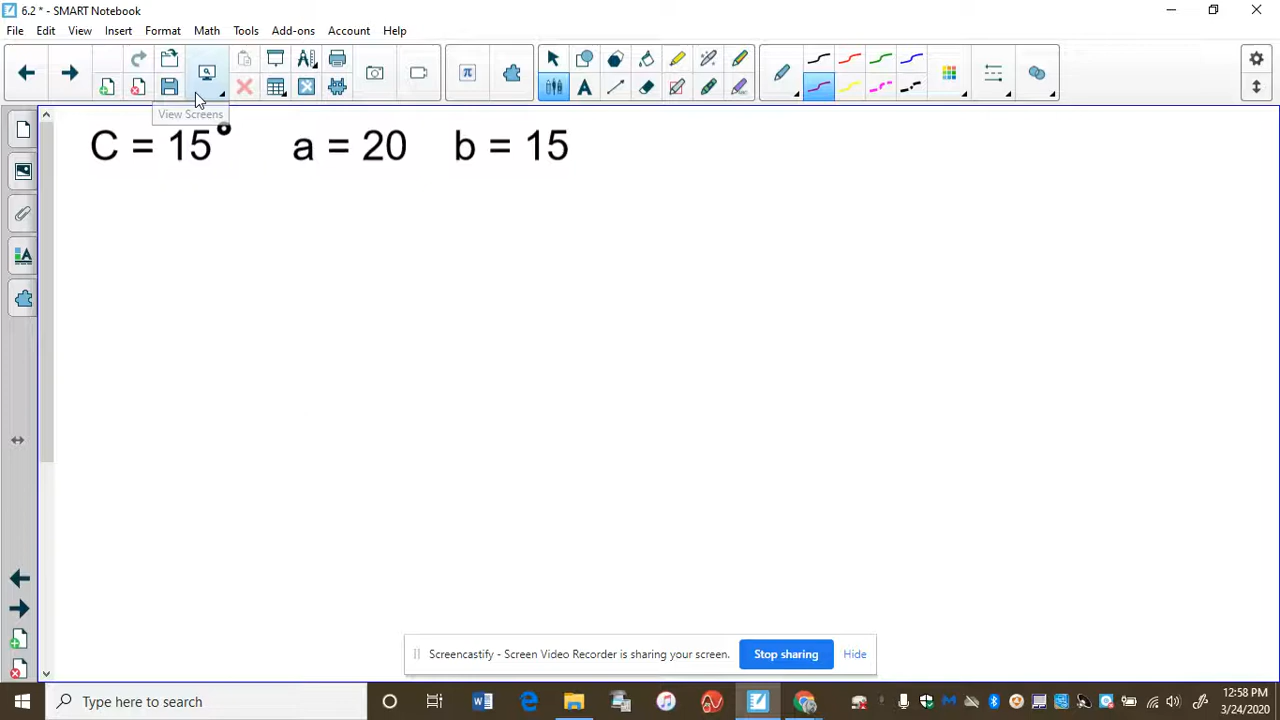 6.2 * - SMART Notebook
File Edit View Insert Format Math Tools Add-ons Account Help
View Screens
C = 15° a = 20 b = 15
Screencastify - Screen Video Recorder is sharing your screen. Stop sharing Hide
Type here to search
12:58 PM
3/24/2020